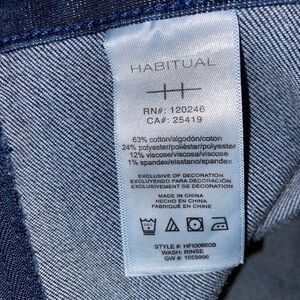 HABITUAL
RN#: 120246
CA#: 25419
63% cotton/algodón/coton
24% polyester/poliéster/polyester
12% viscose/viscosa/viscose
1% spandex/elastano/spandex
EXCLUSIVE OF DECORATION
EXCLUYENDO PARA DECORACION
EXCLUSIVEMENT DE DECORATION
MADE IN CHINA
HECHO EN CHINA
FABRIQUÉ EN CHINE
STYLE #: HFI00660B
WASH: RINSE
GW #: 1059996